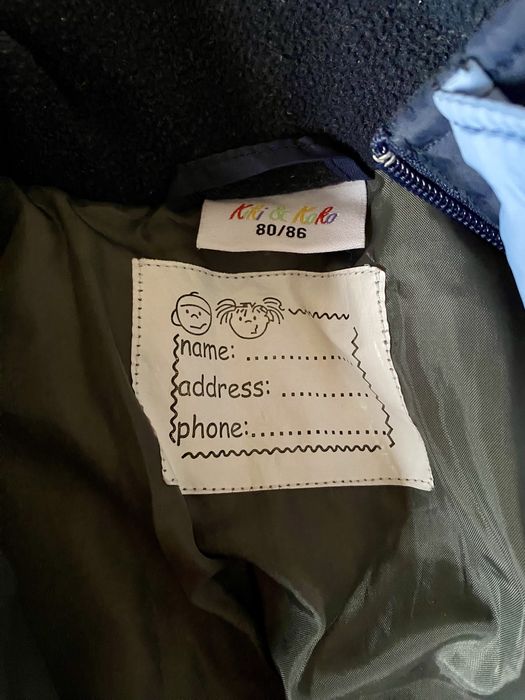 Kiki & Koko
80/86
name: ....................
address: .................
phone:....................